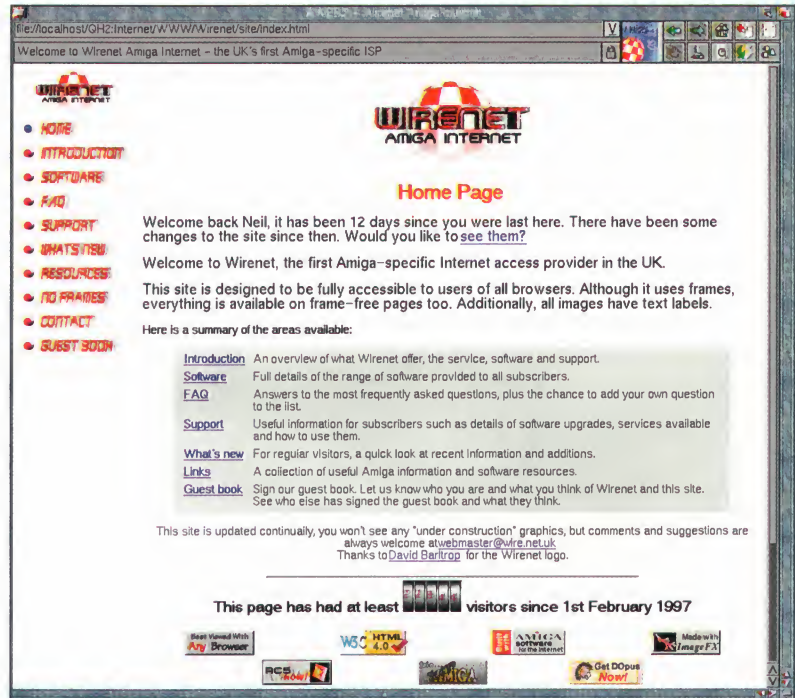 file://localhost/QH2:Internet/WWW/Wirenet/site/index.html
Welcome to Wirenet Amiga Internet - the UK's first Amiga-specific ISP
WIRENET
AMIGA INTERNET
HOME
INTRODUCTION
SOFTWARE
FAQ
SUPPORT
WHATS NEW
RESOURCES
NO FRAMES
CONTACT
GUEST BOOK
WIRENET
AMIGA INTERNET
Home Page
Welcome back Neil, it has been 12 days since you were last here. There have been some
changes to the site since then. Would you like to see them?
Welcome to Wirenet, the first Amiga-specific Internet access provider in the UK.
This site is designed to be fully accessible to users of all browsers. Although it uses frames,
everything is available on frame-free pages too. Additionally, all images have text labels.
Here is a summary of the areas available:
Introduction An overview of what Wirenet offer, the service, software and support.
Software Full details of the range of software provided to all subscribers.
FAQ Answers to the most frequently asked questions, plus the chance to add your own question
to the list.
Support Useful information for subscribers such as details of software upgrades, services available
and how to use them.
What's new For regular visitors, a quick look at recent information and additions.
Links A collection of useful Amiga information and software resources.
Guest book Sign our guest book. Let us know who you are and what you think of Wirenet and this site.
See who else has signed the guest book and what they think.
This site is updated continually, you won't see any "under construction" graphics, but comments and suggestions are
always welcome at webmaster@wire.net.uk
Thanks to David Barltrop for the Wirenet logo.
This page has had at least visitors since 1st February 1997
Best Viewed With
Any Browser
W3C HTML
4.0
Built with
AMIGA
software
for the Internet
Made with
ImageFX
AMIGA
Get DOpus
Now!